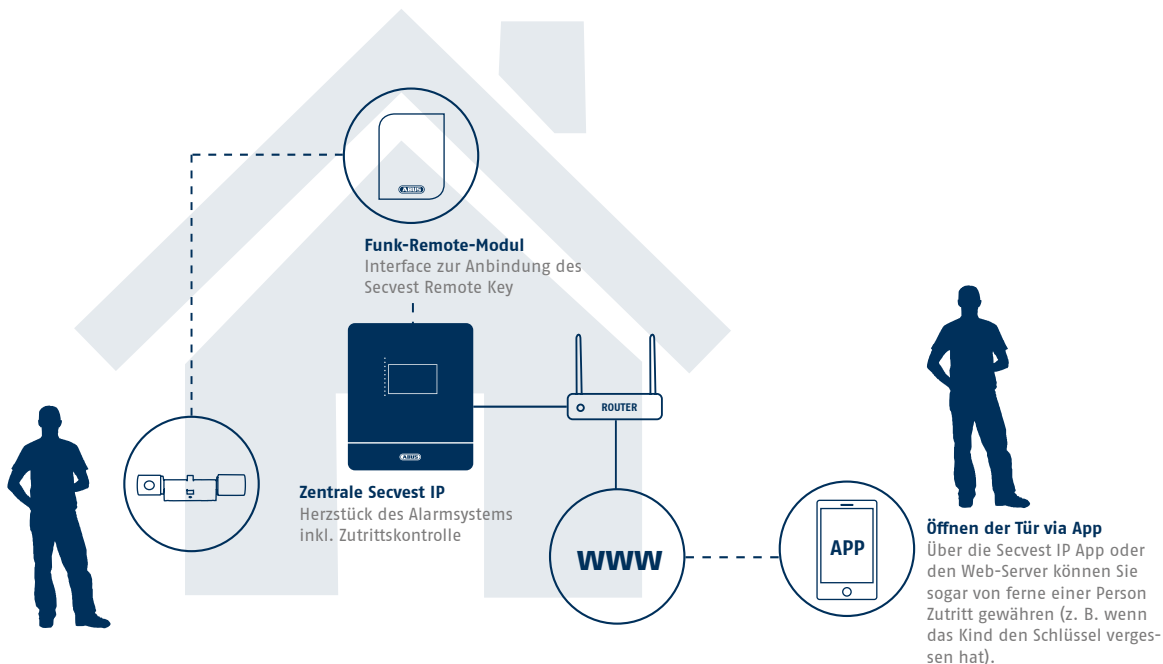 ABUS
Funk-Remote-Modul
Interface zur Anbindung des
Secvest Remote Key
ROUTER
ABUS
Zentrale Secvest IP
Herzstück des Alarmsystems
inkl. Zutrittskontrolle
WWW
APP
Öffnen der Tür via App
Über die Secvest IP App oder
den Web-Server können Sie
sogar von ferne einer Person
Zutritt gewähren (z. B. wenn
das Kind den Schlüssel verges-
sen hat).